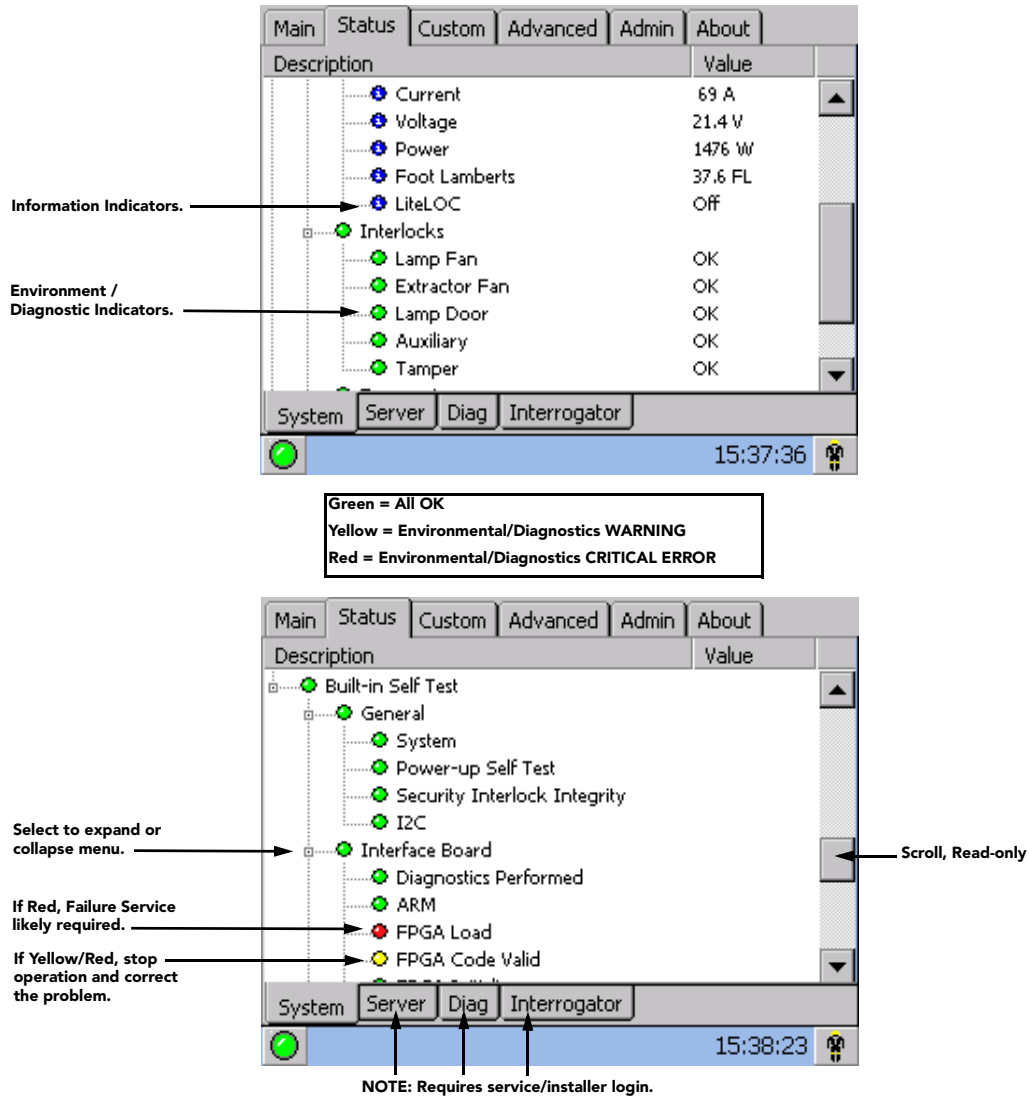 Main Status Custom Advanced Admin About
Description Value
Current 69 A
Voltage 21.4 V
Power 1476 W
Foot Lamberts 37.6 FL
Information Indicators.
LiteLOC Off
Interlocks
Lamp Fan OK
Environment /
Diagnostic Indicators.
Extractor Fan OK
Lamp Door OK
Auxiliary OK
Tamper OK
System Server Diag Interrogator
15:37:36
Green = All OK
Yellow = Environmental/Diagnostics WARNING
Red = Environmental/Diagnostics CRITICAL ERROR
Main Status Custom Advanced Admin About
Description Value
Built-in Self Test
General
System
Power-up Self Test
Security Interlock Integrity
I2C
Select to expand or
collapse menu.
Interface Board
Scroll, Read-only
Diagnostics Performed
ARM
If Red, Failure Service
likely required.
FPGA Load
If Yellow/Red, stop
operation and correct
the problem.
FPGA Code Valid
System Server Diag Interrogator
15:38:23
NOTE: Requires service/installer login.